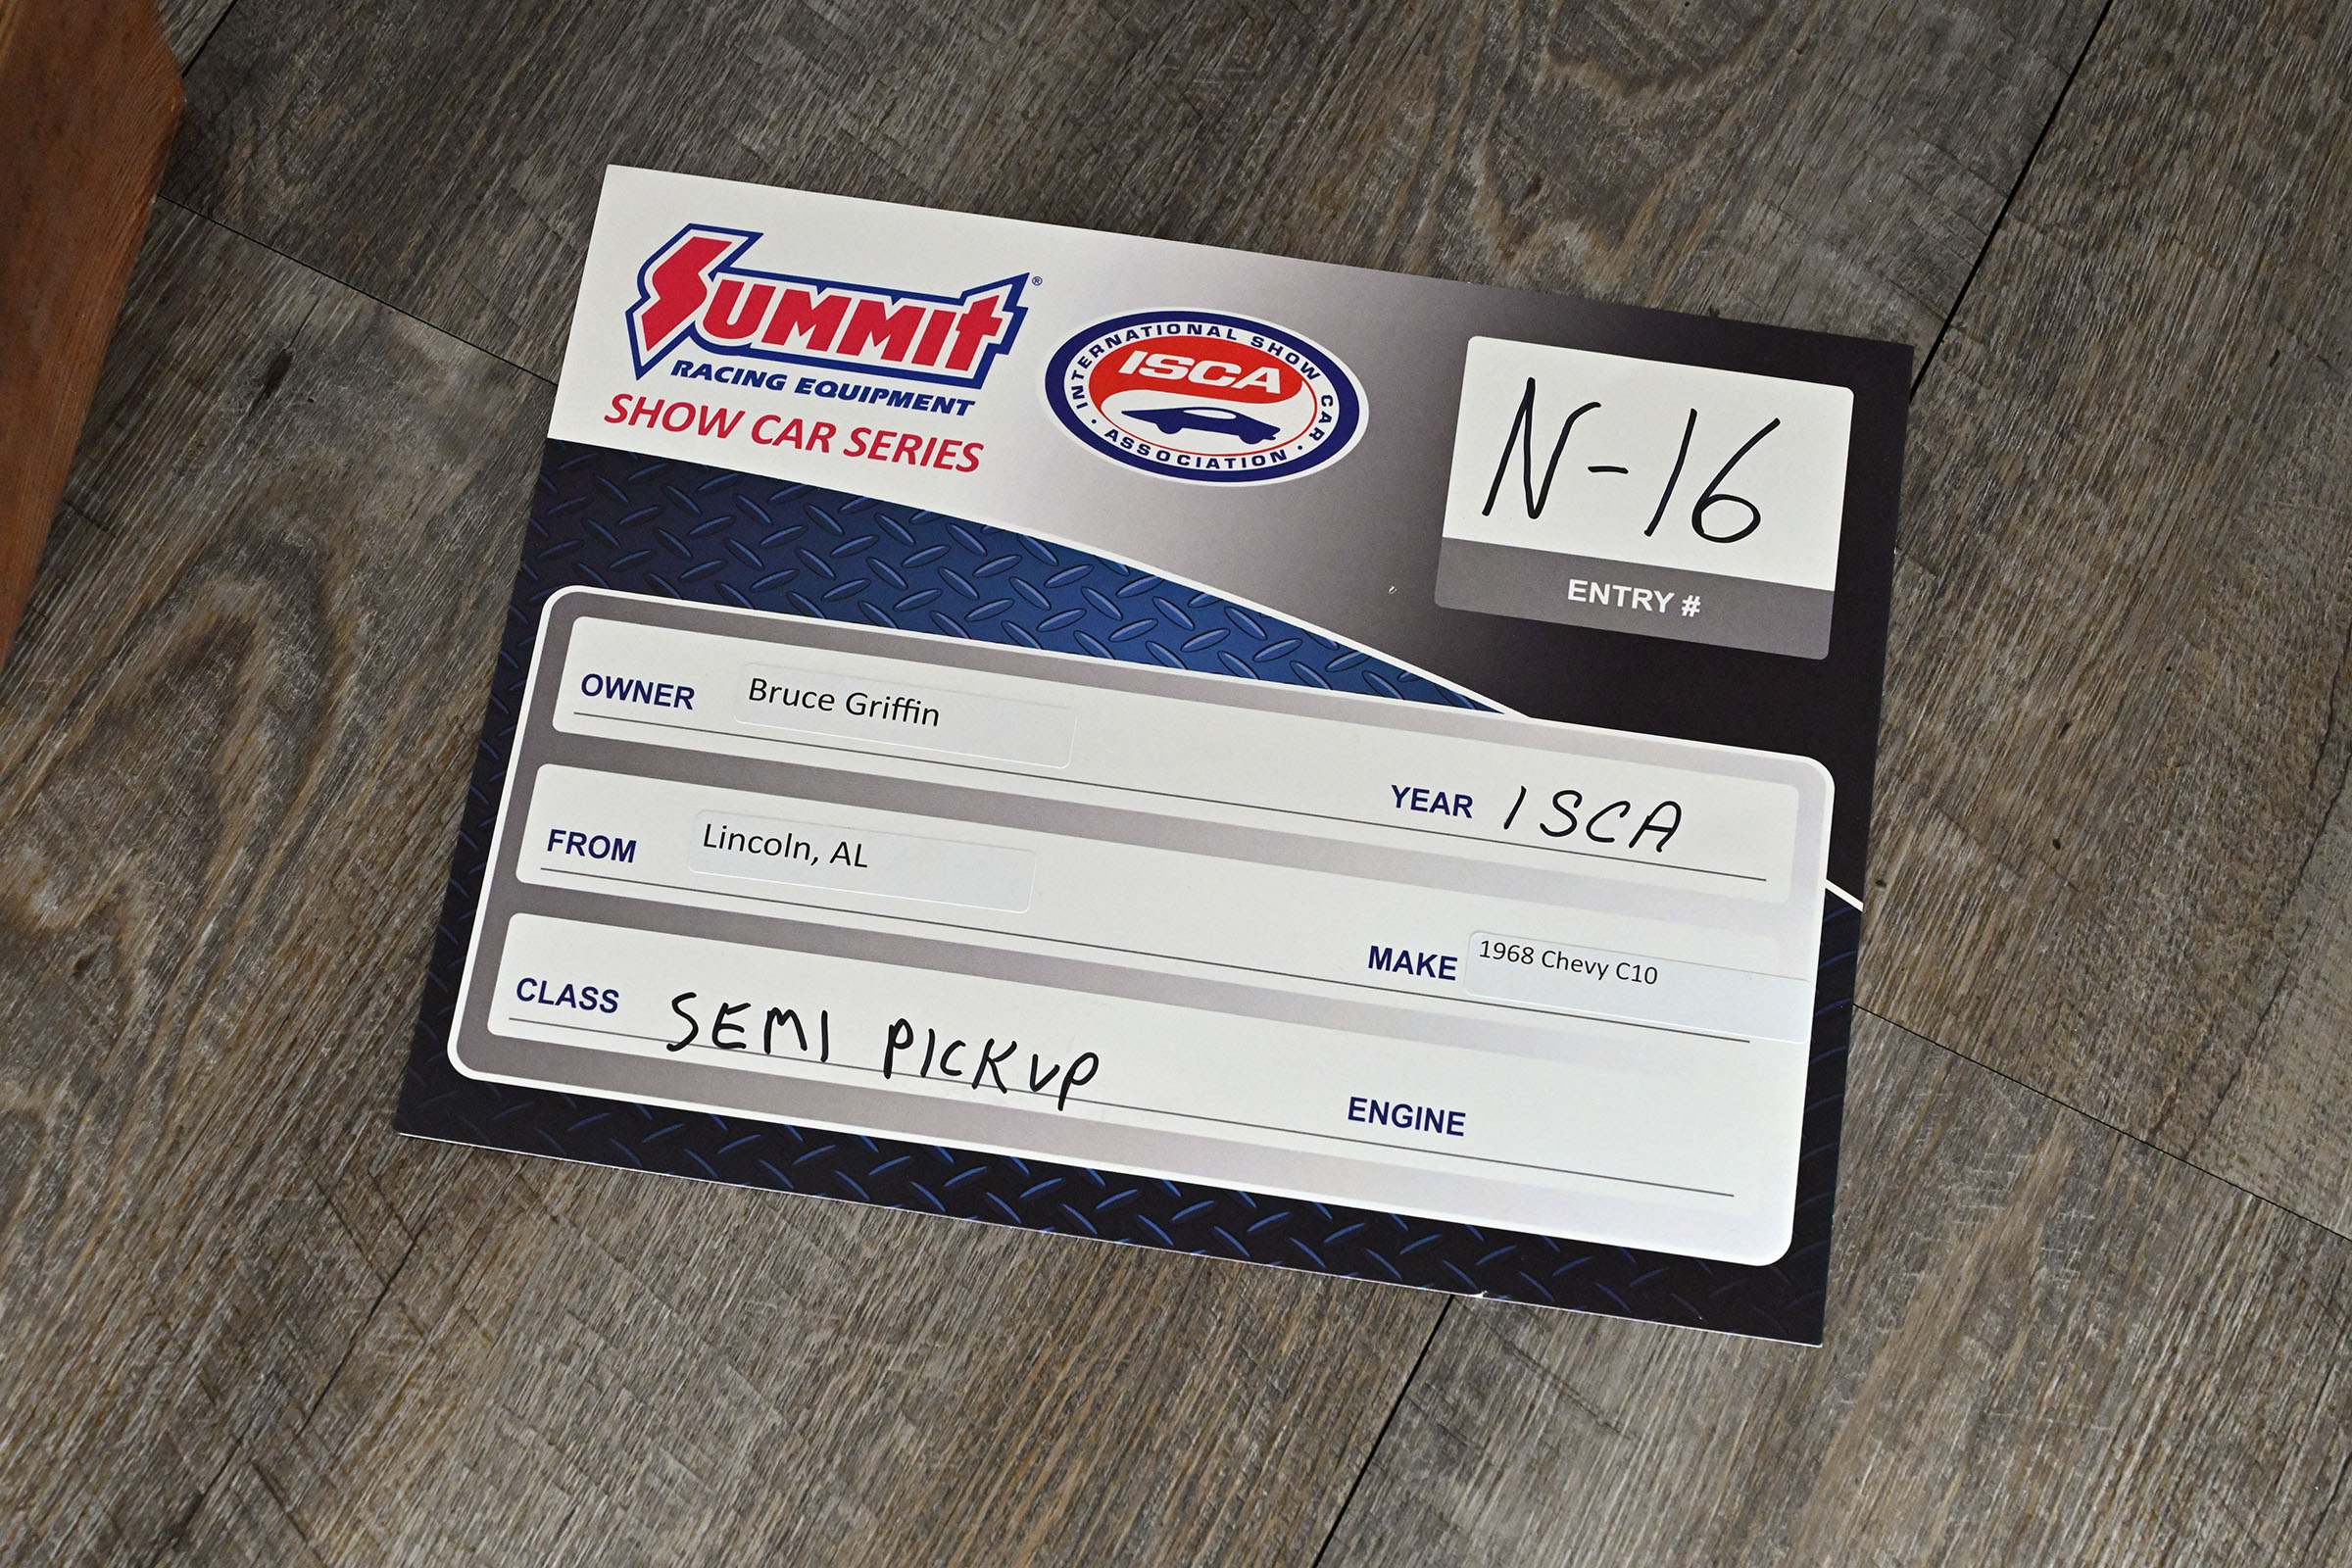 SUMMIT ®
RACING EQUIPMENT
SHOW CAR SERIES
INTERNATIONAL SHOW CAR
ISCA
ASSOCIATION
N-16
ENTRY #
OWNER Bruce Griffin
YEAR ISCA
FROM Lincoln, AL
MAKE 1968 Chevy C10
CLASS SEMI PICKUP
ENGINE